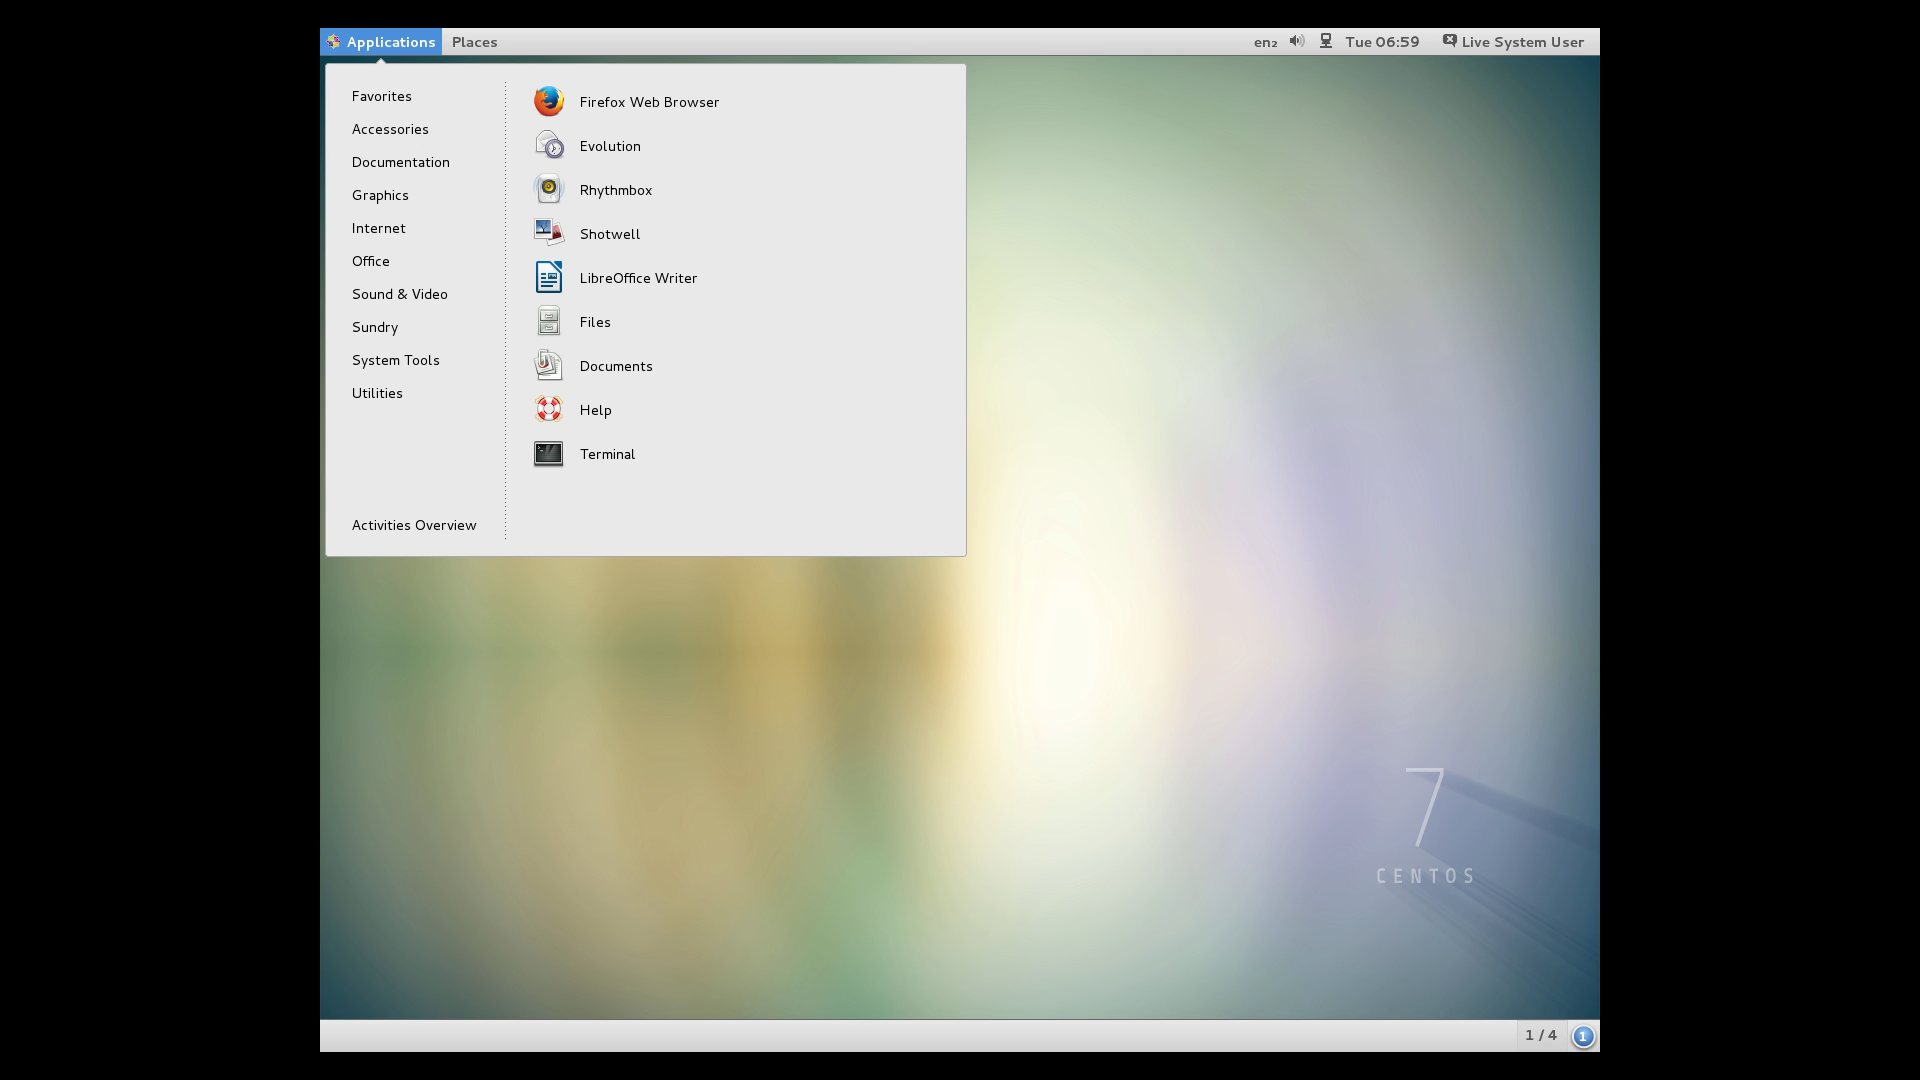 Applications Places en₂ Tue 06:59 Live System User
Favorites
Accessories
Documentation
Graphics
Internet
Office
Sound & Video
Sundry
System Tools
Utilities
Activities Overview
Firefox Web Browser
Evolution
Rhythmbox
Shotwell
LibreOffice Writer
Files
Documents
Help
Terminal
7
CENTOS
1 / 4 1